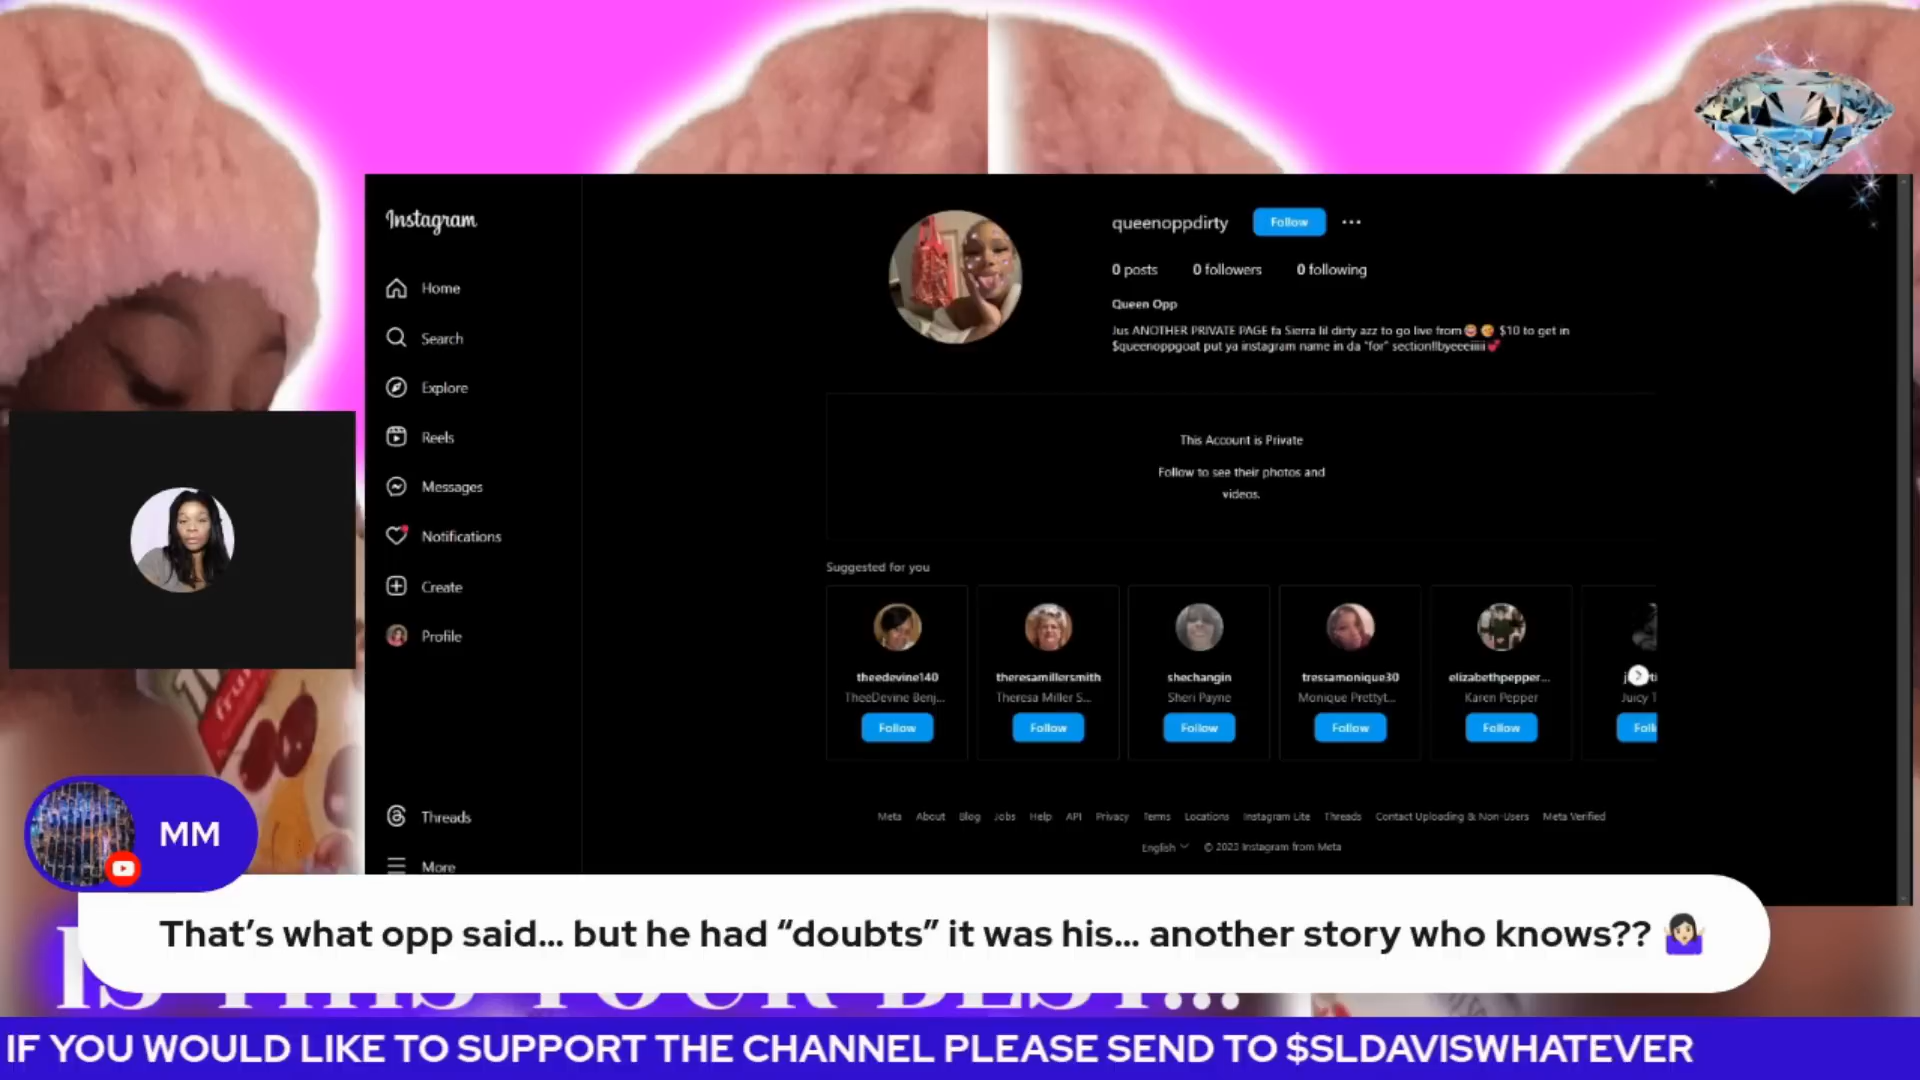 Instagram
Home
Search
Explore
Reels
Messages
Notifications
Create
Profile
Threads
More
queenoppdirty
Follow
0 posts 0 followers 0 following
Queen Opp
Jus ANOTHER PRIVATE PAGE fa Sierra lil dirty azz to go live from $10 to get in
$queenoppgoat put ya instagram name in da "for" section!!byeeeiiiii
This Account is Private
Follow to see their photos and
videos.
Suggested for you
theedevine140 theresamillersmith shechangin tressamonique30 elizabethpepper...
TheeDevine Benj... Theresa Miller S... Sheri Payne Monique Prettyt... Karen Pepper Juicy
Follow Follow Follow Follow Follow
Meta About Blog Jobs Help API Privacy Terms Locations Instagram Lite Threads Contact Uploading & Non-Users Meta Verified
English © 2023 Instagram from Meta
MM
That's what opp said... but he had “doubts” it was his... another story who knows?? 🤷🏻‍♀️
IF YOU WOULD LIKE TO SUPPORT THE CHANNEL PLEASE SEND TO $SLDAVISWHATEVER